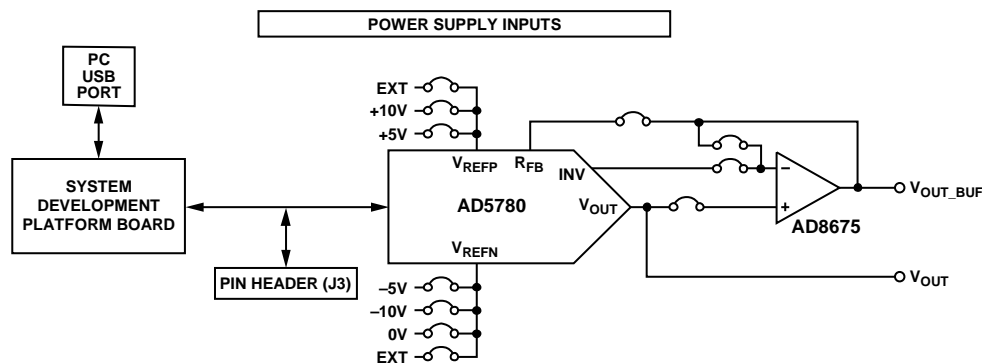 POWER SUPPLY INPUTS
PC
USB
PORT
EXT
+10V
+5V
VREFP
RFB
INV
SYSTEM
DEVELOPMENT
PLATFORM BOARD
AD5780
VOUT
VREFN
–
+
AD8675
VOUT_BUF
PIN HEADER (J3)
–5V
–10V
0V
EXT
VOUT